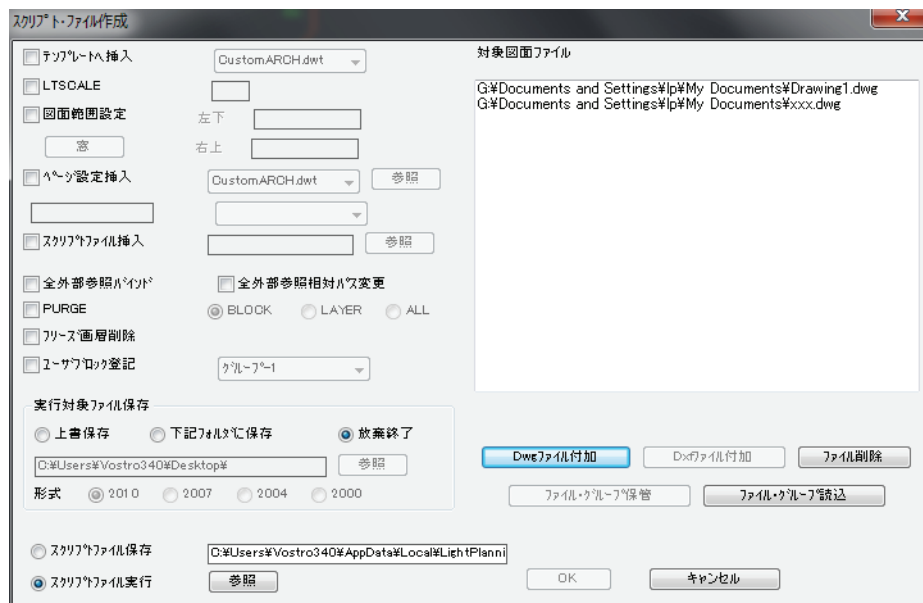 スクリプト・ファイル作成
テンプレートへ挿入 CustomARCH.dwt
LTSCALE
図面範囲設定 左下
窓 右上
ページ設定挿入 CustomARCH.dwt 参照
スクリプトファイル挿入 参照
全外部参照バインド 全外部参照相対パス変更
PURGE BLOCK LAYER ALL
フリーズ画層削除
ユーザブロック登記 グループ-1
実行対象ファイル保存
上書保存 下記フォルダに保存 放棄終了
C:¥Users¥Vostro340¥Desktop¥ 参照
形式 2010 2007 2004 2000
スクリプトファイル保存 C:¥Users¥Vostro340¥AppData¥Local¥LightPlanni
スクリプトファイル実行 参照
対象図面ファイル
G:¥Documents and Settings¥lp¥My Documents¥Drawing1.dwg
G:¥Documents and Settings¥lp¥My Documents¥xxx.dwg
Dwgファイル付加 Dxfファイル付加 ファイル削除
ファイル・グループ保管 ファイル・グループ読込
OK キャンセル